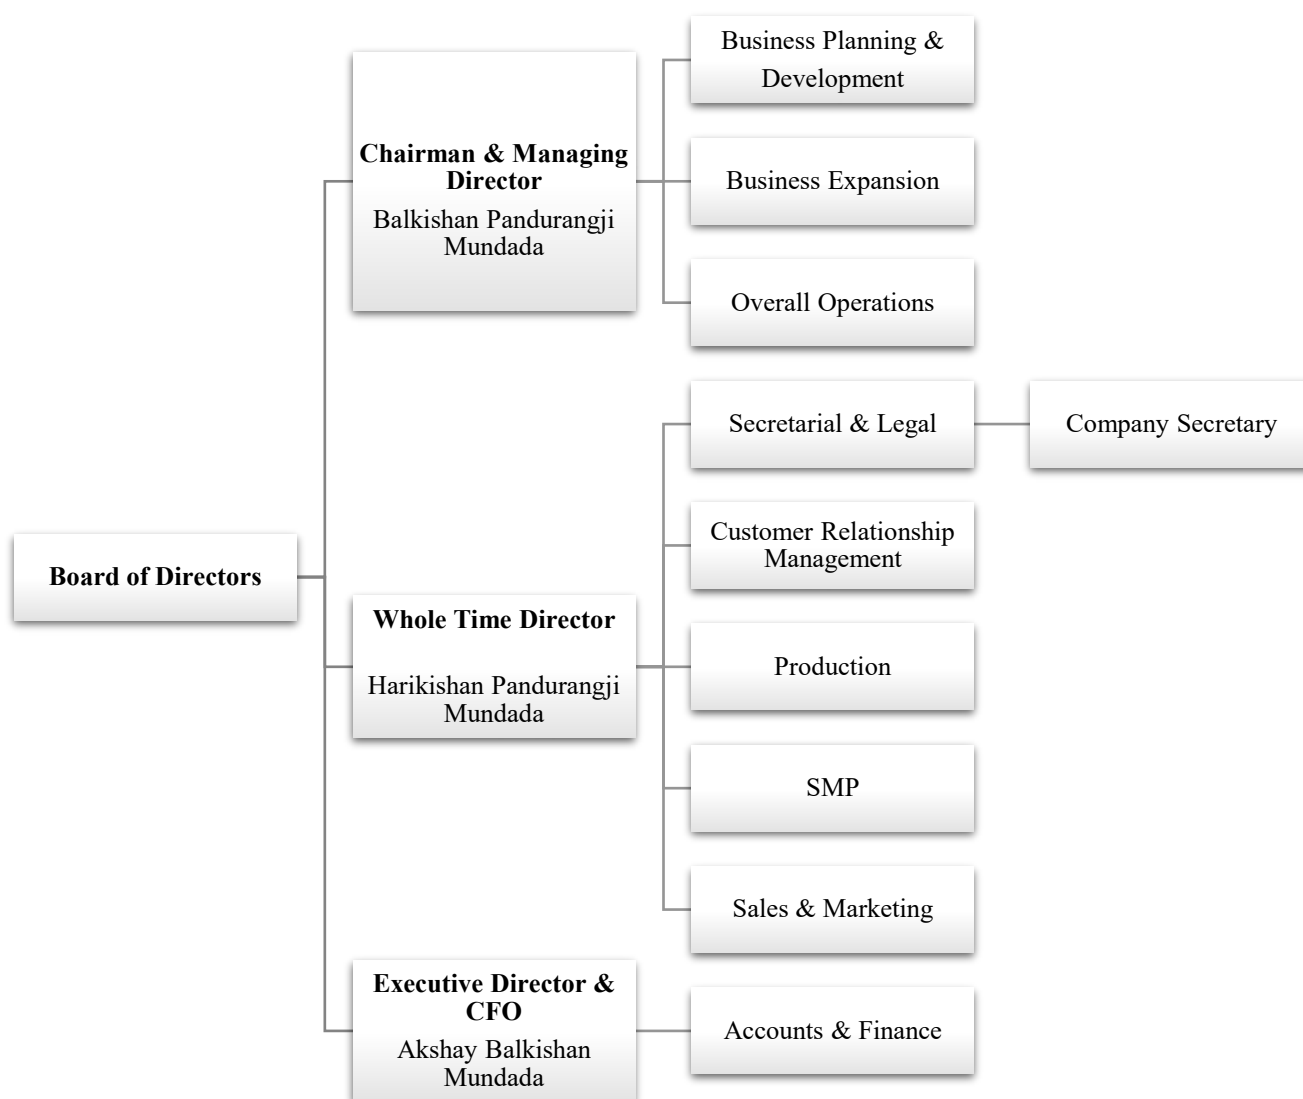 Board of Directors
Chairman & Managing
Director
Balkishan Pandurangji
Mundada
Business Planning &
Development
Business Expansion
Overall Operations
Whole Time Director
Harikishan Pandurangji
Mundada
Secretarial & Legal
Company Secretary
Customer Relationship
Management
Production
SMP
Sales & Marketing
Executive Director &
CFO
Akshay Balkishan
Mundada
Accounts & Finance